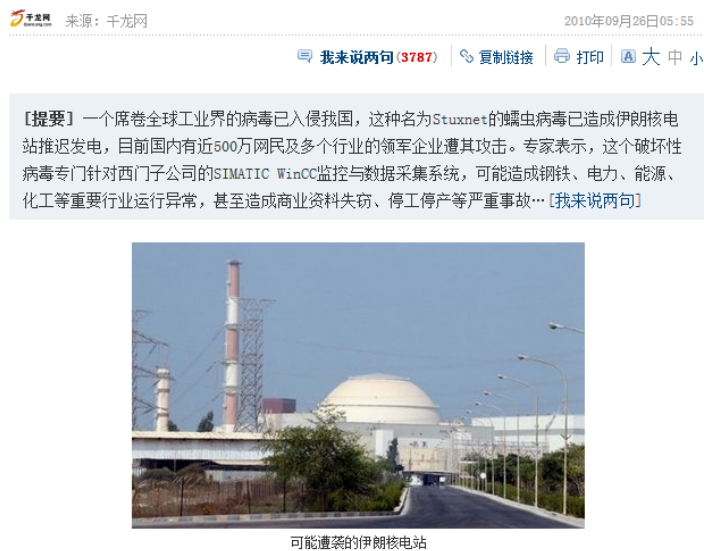 千龙网 来源：千龙网 2010年09月26日05:55
我来说两句(3787) 复制链接 打印 A 大 中 小
[提要] 一个席卷全球工业界的病毒已入侵我国，这种名为Stuxnet的蠕虫病毒已造成伊朗核电
站推迟发电，目前国内有近500万网民及多个行业的领军企业遭其攻击。专家表示，这个破坏性
病毒专门针对西门子公司的SIMATIC WinCC监控与数据采集系统，可能造成钢铁、电力、能源、
化工等重要行业运行异常，甚至造成商业资料失窃、停工停产等严重事故…[我来说两句]
可能遭袭的伊朗核电站